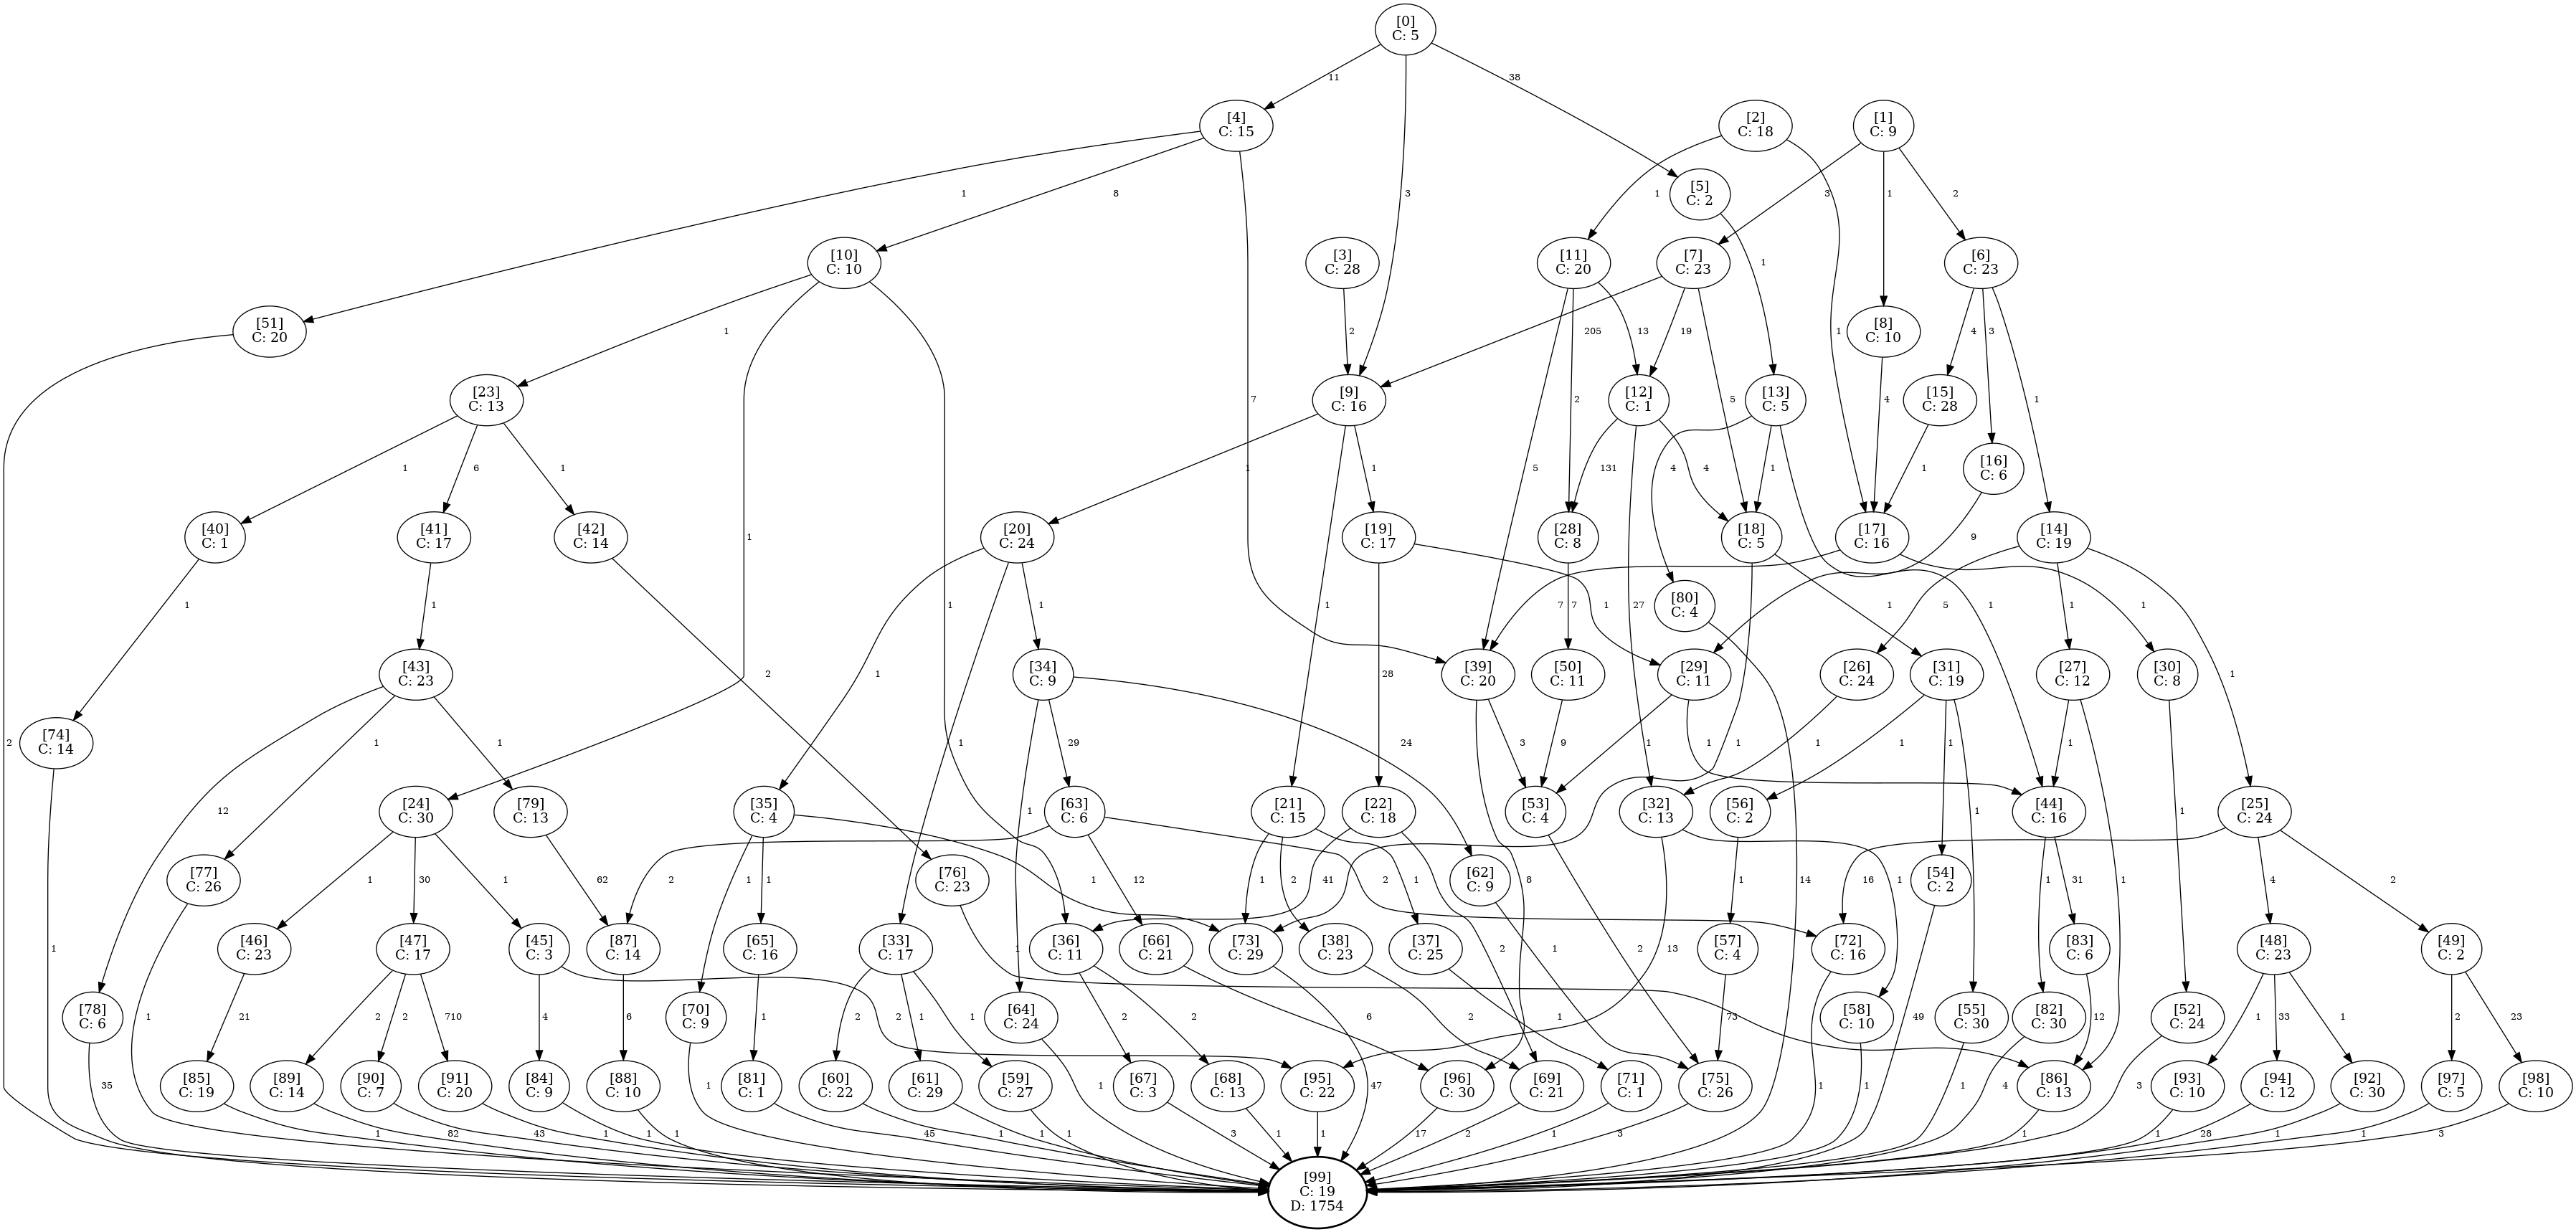 [0]
C: 5
11
3
38
[4]
C: 15
[2]
C: 18
[1]
C: 9
1
8
7
[5]
C: 2
1
1
3
1
2
[10]
C: 10
[3]
C: 28
[11]
C: 20
[7]
C: 23
[6]
C: 23
1
[51]
C: 20
1
1
1
2
5
2
13
205
19
5
[8]
C: 10
4
3
1
[23]
C: 13
[9]
C: 16
[12]
C: 1
[13]
C: 5
[15]
C: 28
4
1
6
1
1
1
1
131
27
4
4
1
1
1
[16]
C: 6
9
[40]
C: 1
[41]
C: 17
[42]
C: 14
[20]
C: 24
[19]
C: 17
[28]
C: 8
[18]
C: 5
[17]
C: 16
[14]
C: 19
1
1
2
1
1
1
28
1
7
1
1
[80]
C: 4
7
1
5
1
1
[43]
C: 23
[34]
C: 9
[39]
C: 20
[50]
C: 11
[29]
C: 11
[26]
C: 24
[31]
C: 19
[27]
C: 12
[30]
C: 8
2
[74]
C: 14
12
1
1
1
29
24
3
8
9
1
1
14
1
1
1
1
1
1
1
[24]
C: 30
[79]
C: 13
[35]
C: 4
[63]
C: 6
[21]
C: 15
[22]
C: 18
[53]
C: 4
[32]
C: 13
[56]
C: 2
[44]
C: 16
[25]
C: 24
1
[78]
C: 6
[77]
C: 26
1
30
1
62
1
1
1
2
12
2
[76]
C: 23
1
2
1
41
2
[62]
C: 9
2
13
1
1
[54]
C: 2
1
31
16
4
2
[46]
C: 23
[47]
C: 17
[45]
C: 3
[87]
C: 14
[65]
C: 16
[33]
C: 17
[36]
C: 11
[66]
C: 21
[73]
C: 29
[38]
C: 23
[37]
C: 25
[57]
C: 4
[72]
C: 16
[83]
C: 6
[48]
C: 23
[49]
C: 2
35
1
21
2
2
710
4
2
6
[70]
C: 9
1
2
1
1
[64]
C: 24
2
2
6
47
2
1
1
73
1
[58]
C: 10
49
[55]
C: 30
[82]
C: 30
12
[52]
C: 24
1
33
1
2
23
[85]
C: 19
[89]
C: 14
[90]
C: 7
[91]
C: 20
[84]
C: 9
[88]
C: 10
[81]
C: 1
[60]
C: 22
[61]
C: 29
[59]
C: 27
[67]
C: 3
[68]
C: 13
[95]
C: 22
[96]
C: 30
[69]
C: 21
[71]
C: 1
[75]
C: 26
[86]
C: 13
[93]
C: 10
[94]
C: 12
[92]
C: 30
[97]
C: 5
[98]
C: 10
1
82
43
1
1
1
1
45
1
1
1
1
3
1
1
17
2
1
3
1
1
1
4
1
3
1
28
1
1
3
[99]
C: 19
D: 1754